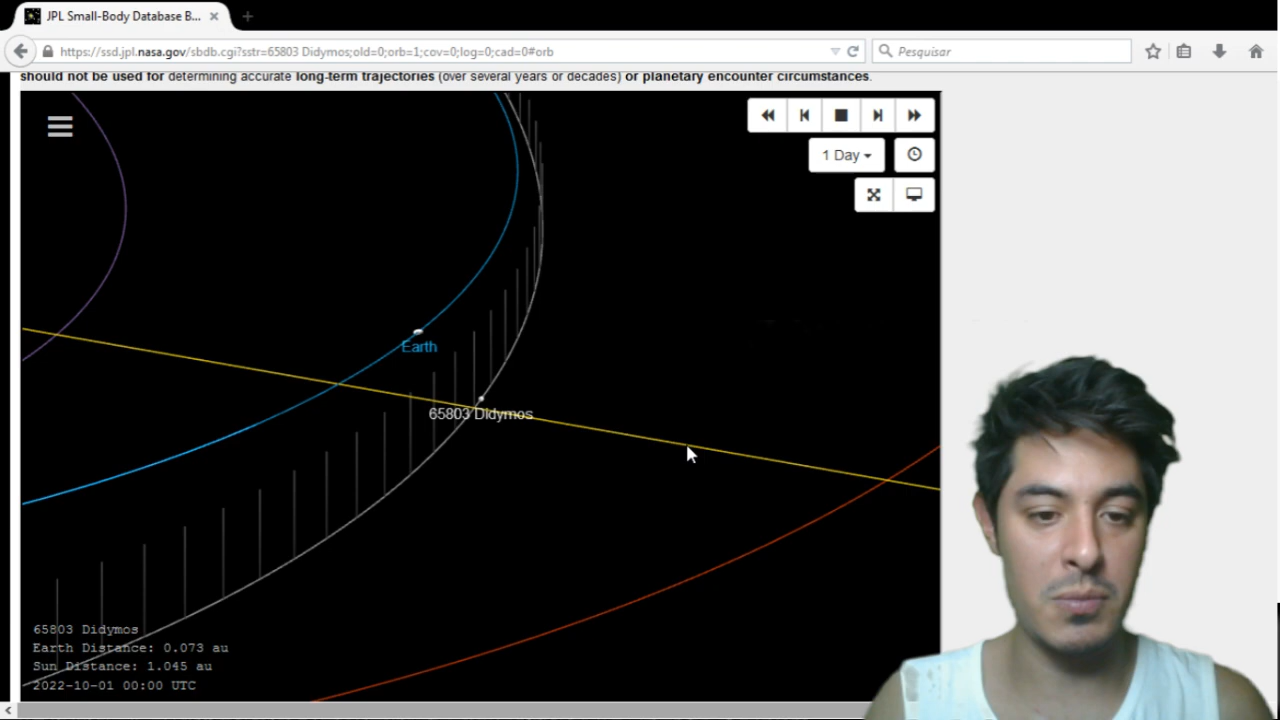 JPL Small-Body Database B...
https://ssd.jpl.nasa.gov/sbdb.cgi?sstr=65803 Didymos;old=0;orb=1;cov=0;log=0;cad=0#orb
Pesquisar
should not be used for determining accurate long-term trajectories (over several years or decades) or planetary encounter circumstances.
1 Day
Earth
65803 Didymos
65803 Didymos
Earth Distance: 0.073 au
Sun Distance: 1.045 au
2022-10-01 00:00 UTC